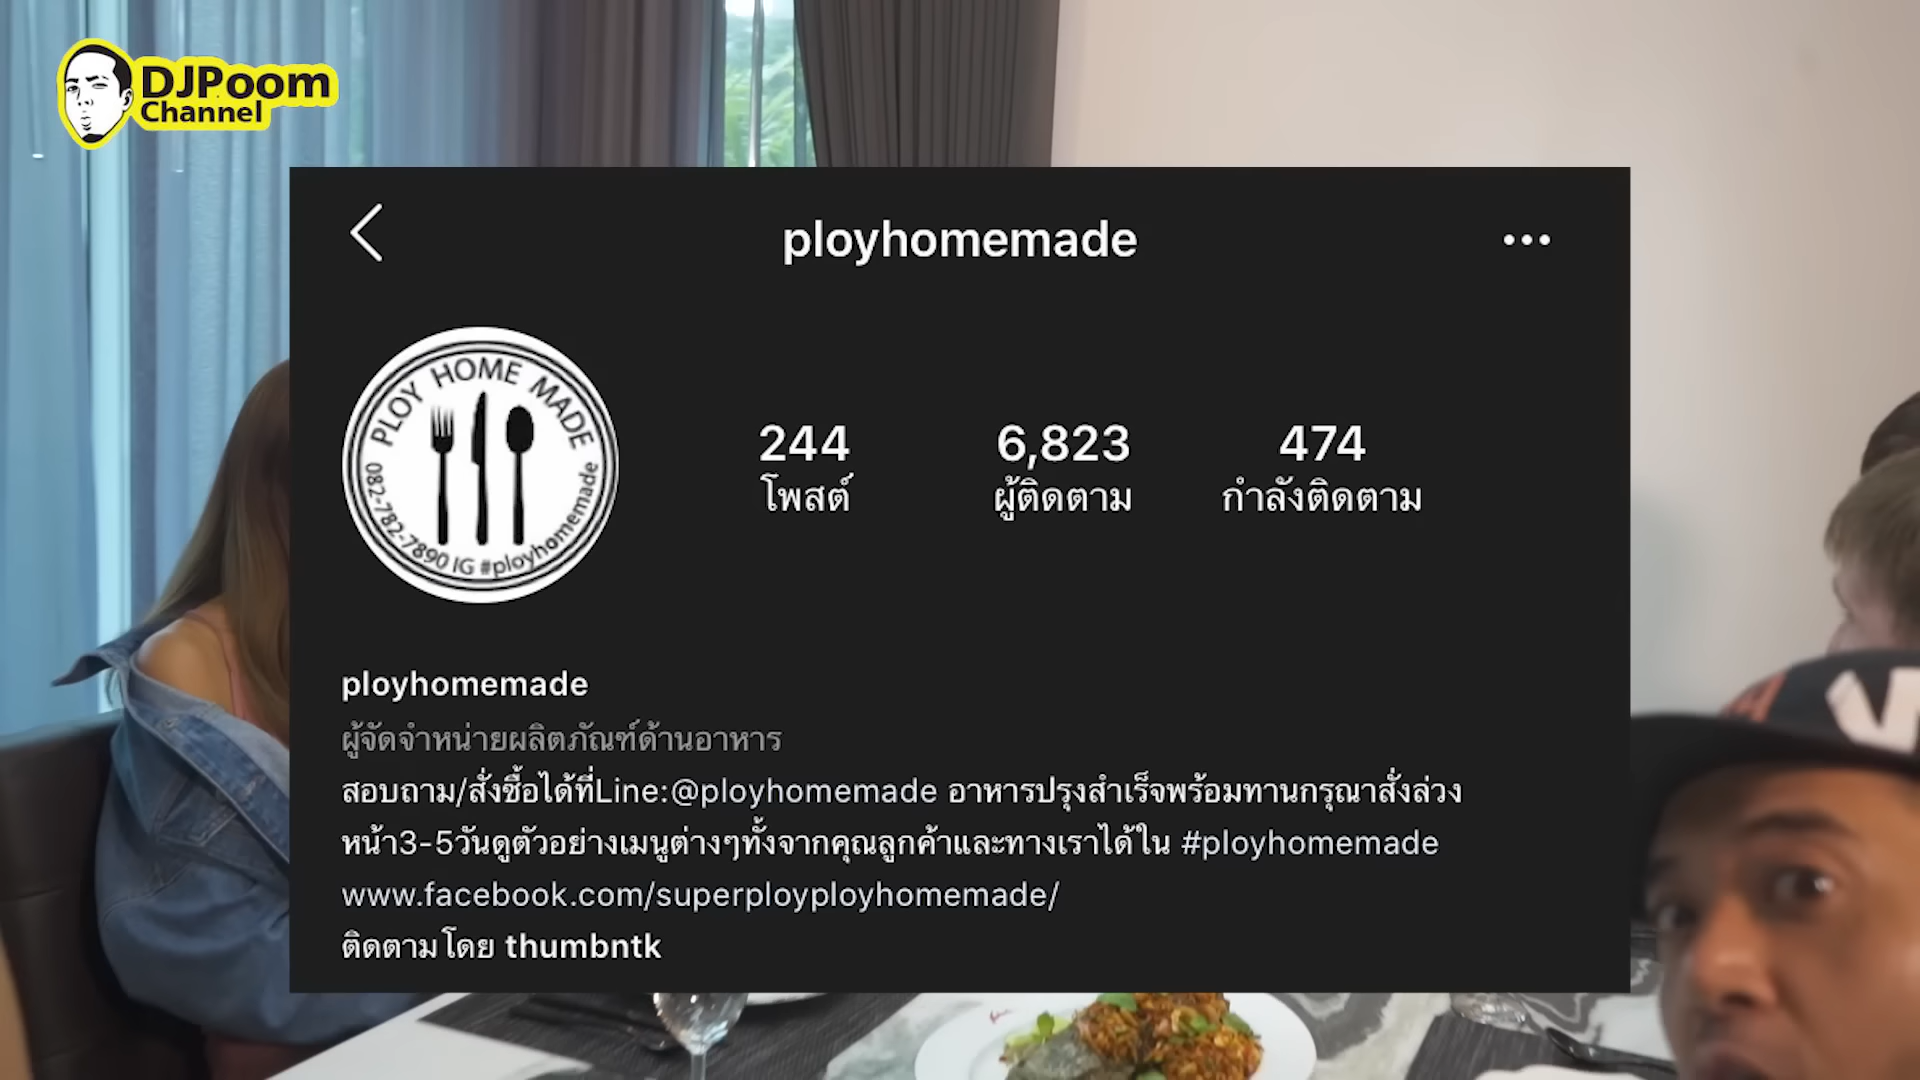 DJPoom
Channel
ployhomemade
PLOY HOME MADE
082-782-7890 IG #ployhomemade
244
6,823
474
โพสต์
ผู้ติดตาม
กำลังติดตาม
ployhomemade
ผู้จัดจำหน่ายผลิตภัณฑ์ด้านอาหาร
สอบถาม/สั่งซื้อได้ที่Line:@ployhomemade อาหารปรุงสำเร็จพร้อมทานกรุณาสั่งล่วง
หน้า3-5วันดูตัวอย่างเมนูต่างๆทั้งจากคุณลูกค้าและทางเราได้ใน #ployhomemade
www.facebook.com/superployployhomemade/
ติดตามโดย thumbntk